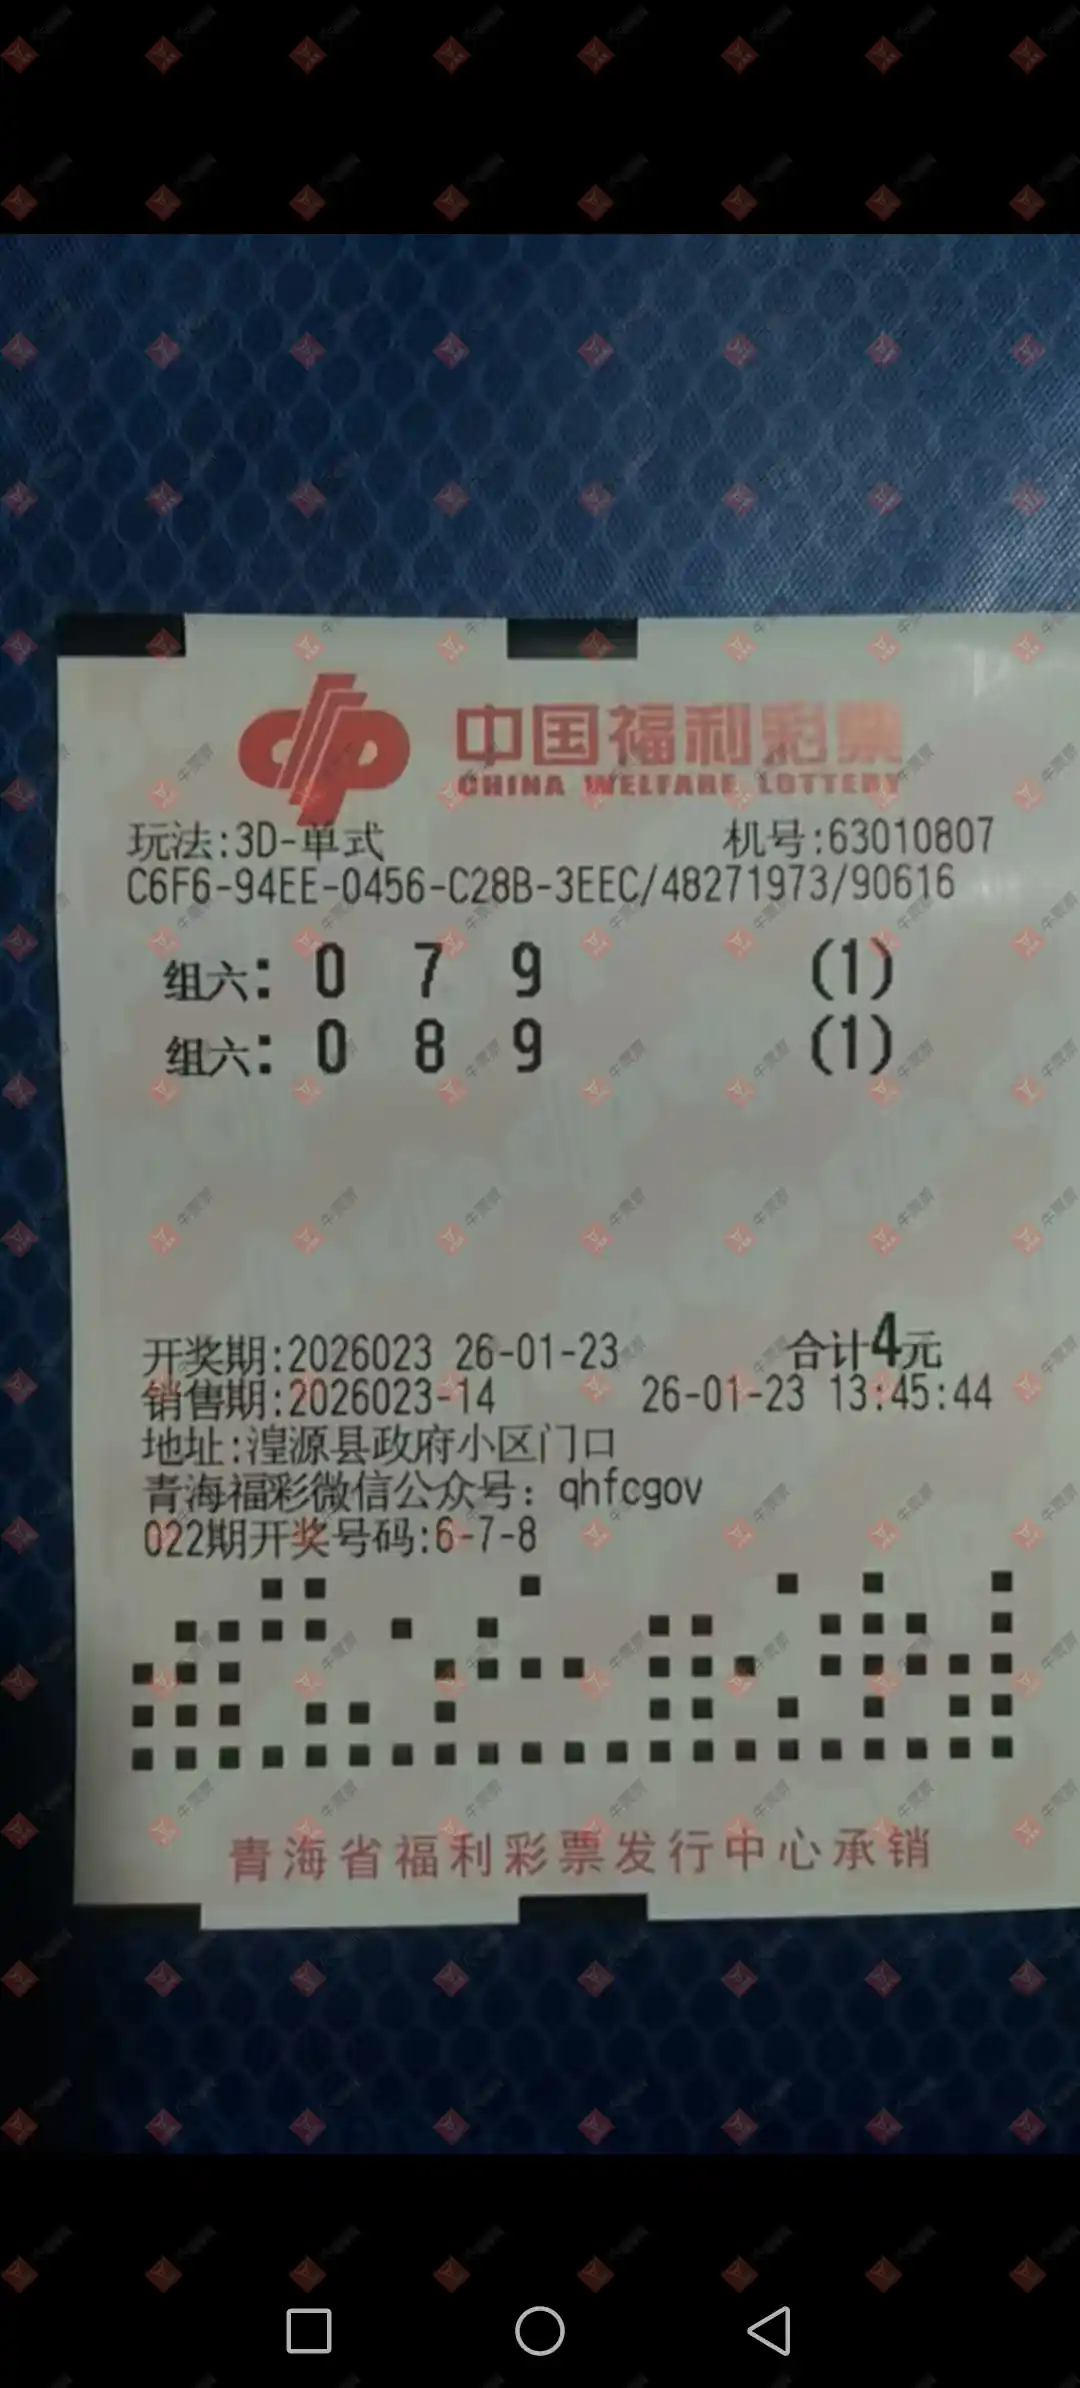 中国福利彩票
CHINA WELFARE LOTTERY
玩法:3D-单式 机号:63010807
C6F6-94EE-0456-C28B-3EEC/48271973/90616
组六: 0 7 9 (1)
组六: 0 8 9 (1)
开奖期:2026023 26-01-23 合计4元
销售期:2026023-14 26-01-23 13:45:44
地址:湟源县政府小区门口
青海福彩微信公众号: qhfcgov
022期开奖号码:6-7-8
青海省福利彩票发行中心承销